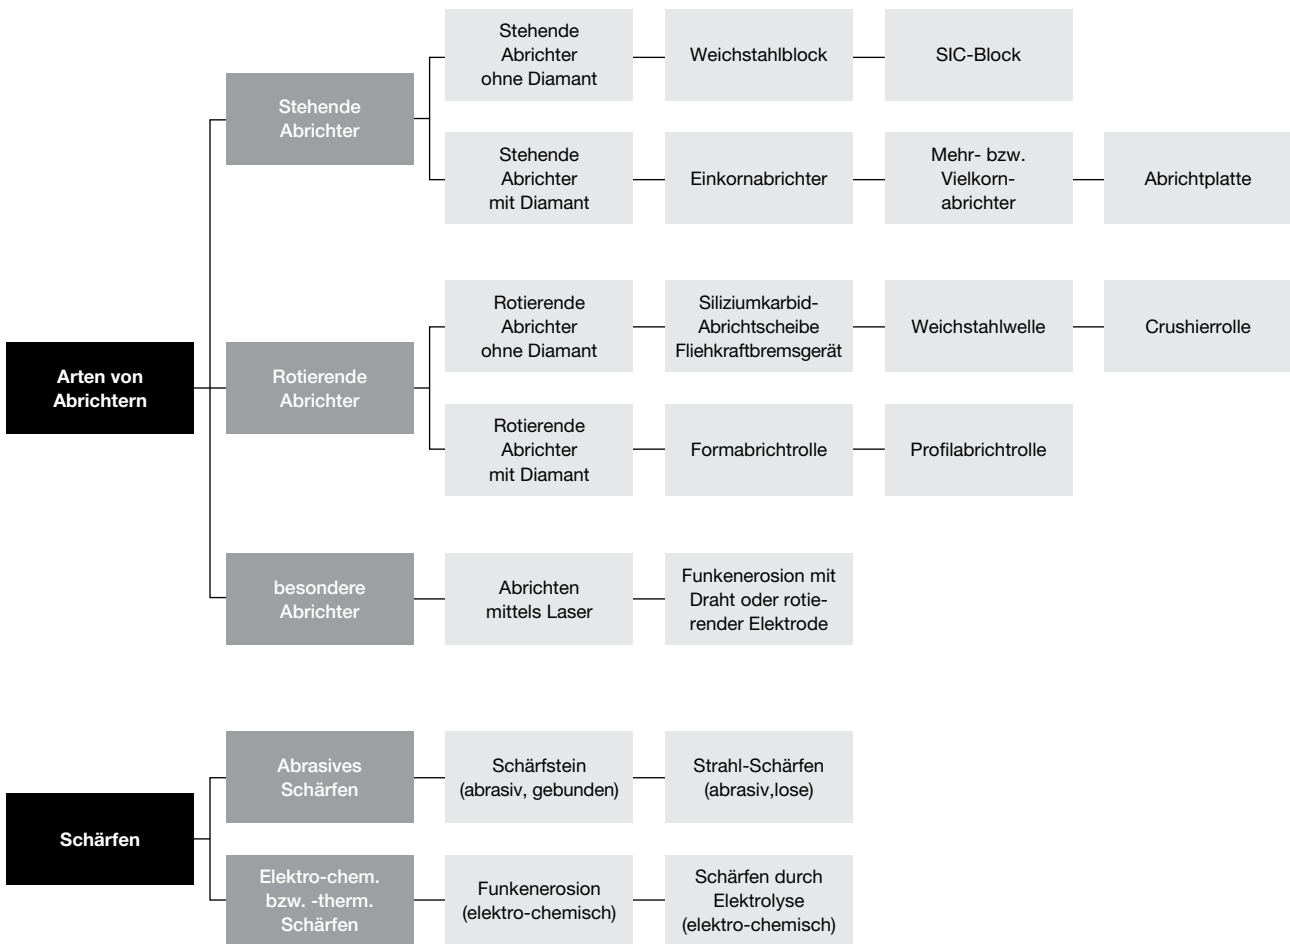 Arten von
Abrichtern
Stehende
Abrichter
Stehende
Abrichter
ohne Diamant
Weichstahlblock
SIC-Block
Stehende
Abrichter
mit Diamant
Einkornabrichter
Mehr- bzw.
Vielkorn-
abrichter
Abrichtplatte
Rotierende
Abrichter
Rotierende
Abrichter
ohne Diamant
Siliziumkarbid-
Abrichtscheibe
Fliehkraftbremsgerät
Weichstahlwelle
Crushierrolle
Rotierende
Abrichter
mit Diamant
Formabrichtrolle
Profilabrichtrolle
besondere
Abrichter
Abrichten
mittels Laser
Funkenerosion mit
Draht oder rotie-
render Elektrode
Schärfen
Abrasives
Schärfen
Schärfstein
(abrasiv, gebunden)
Strahl-Schärfen
(abrasiv,lose)
Elektro-chem.
bzw. -therm.
Schärfen
Funkenerosion
(elektro-chemisch)
Schärfen durch
Elektrolyse
(elektro-chemisch)